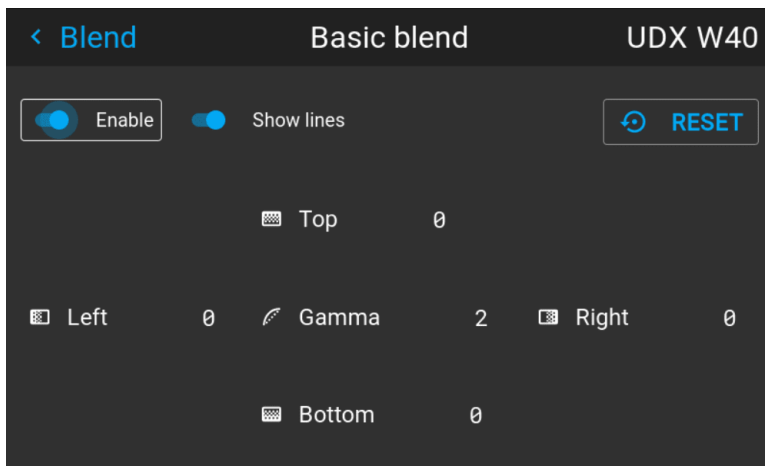 Blend Basic blend UDX W40
Enable Show lines RESET
Top 0
Left 0 Gamma 2 Right 0
Bottom 0